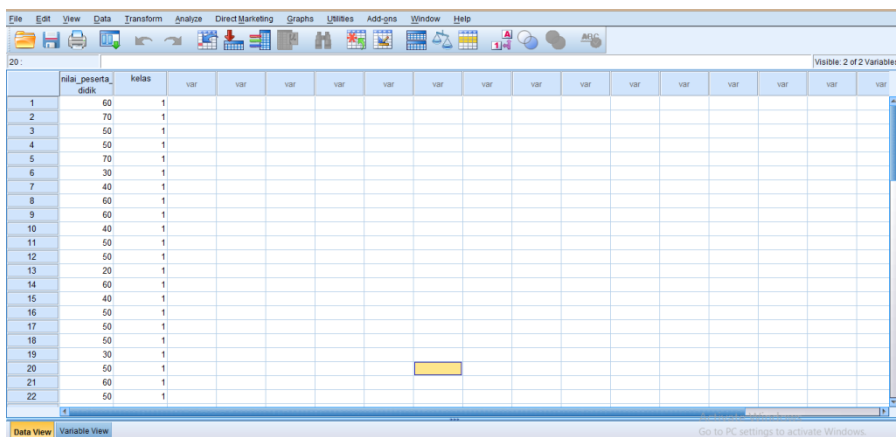 File Edit View Data Transform Analyze Direct Marketing Graphs Utilities Add-ons Window Help
20 : Visible: 2 of 2 Variables
nilai_peserta_didik kelas var var var var var var var var var var var var var
1 60 1
2 70 1
3 50 1
4 50 1
5 70 1
6 30 1
7 40 1
8 60 1
9 60 1
10 40 1
11 50 1
12 50 1
13 20 1
14 60 1
15 40 1
16 50 1
17 50 1
18 50 1
19 30 1
20 50 1
21 60 1
22 50 1
Data View Variable View
Go to PC settings to activate Windows.